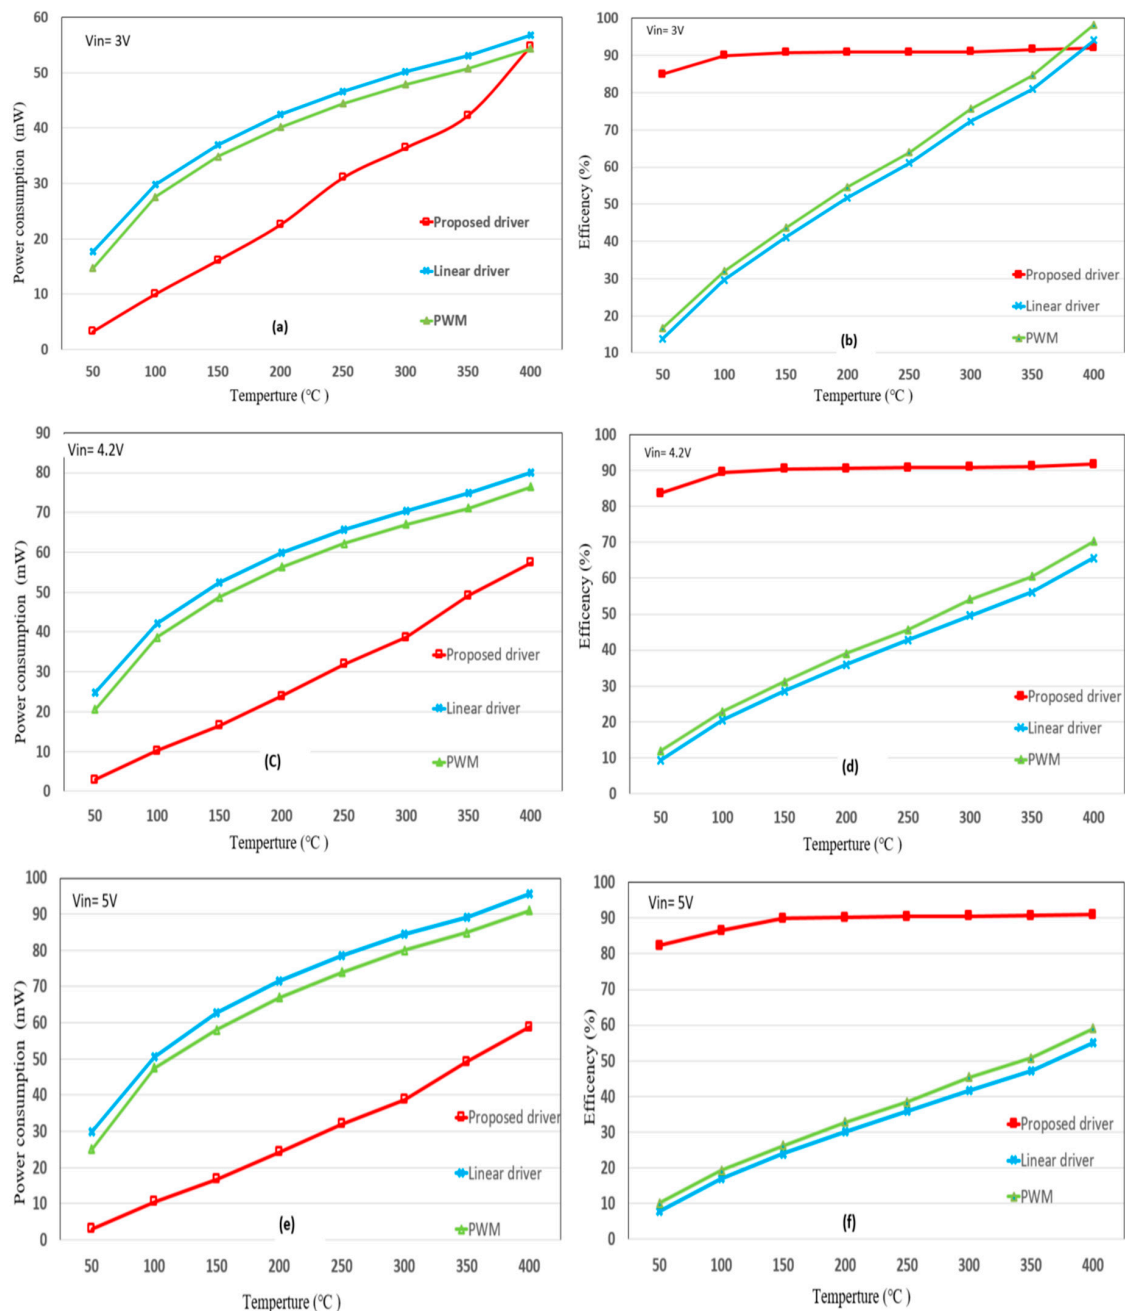 60
50
40
30
20
10
0
Power consumption (mW)
Vin= 3V
Proposed driver
Linear driver
PWM
(a)
50 100 150 200 250 300 350 400
Temperture (℃ )
100
90
80
70
60
50
40
30
20
10
Efficency (%)
Vin= 3V
Proposed driver
Linear driver
PWM
(b)
50 100 150 200 250 300 350 400
Temperture (℃ )
90
80
70
60
50
40
30
20
10
0
Power consumption (mW)
Vin= 4.2V
Proposed driver
Linear driver
PWM
(C)
50 100 150 200 250 300 350 400
Temperture (℃ )
100
90
80
70
60
50
40
30
20
10
0
Efficency (%)
Vin= 4.2V
Proposed driver
Linear driver
PWM
(d)
50 100 150 200 250 300 350 400
Temperture (℃ )
100
90
80
70
60
50
40
30
20
10
0
Power consumption (mW)
Vin= 5V
Proposed driver
Linear driver
PWM
(e)
50 100 150 200 250 300 350 400
Temperture (℃ )
100
90
80
70
60
50
40
30
20
10
0
Efficency (%)
Vin= 5V
Proposed driver
Linear driver
PWM
(f)
50 100 150 200 250 300 350 400
Temperture (℃ )